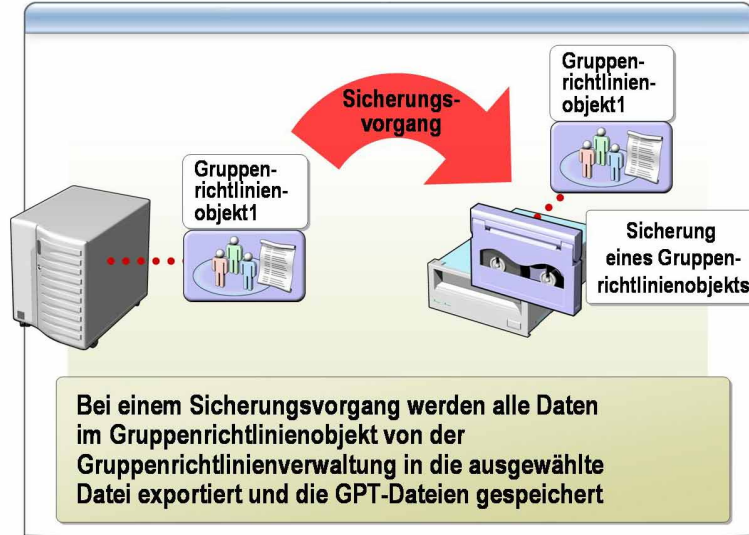 Gruppen-
richtlinien-
objekt1
Sicherungs-
vorgang
Gruppen-
richtlinien-
objekt1
Sicherung
eines Gruppen-
richtlinienobjekts
Bei einem Sicherungsvorgang werden alle Daten
im Gruppenrichtlinienobjekt von der
Gruppenrichtlinienverwaltung in die ausgewählte
Datei exportiert und die GPT-Dateien gespeichert